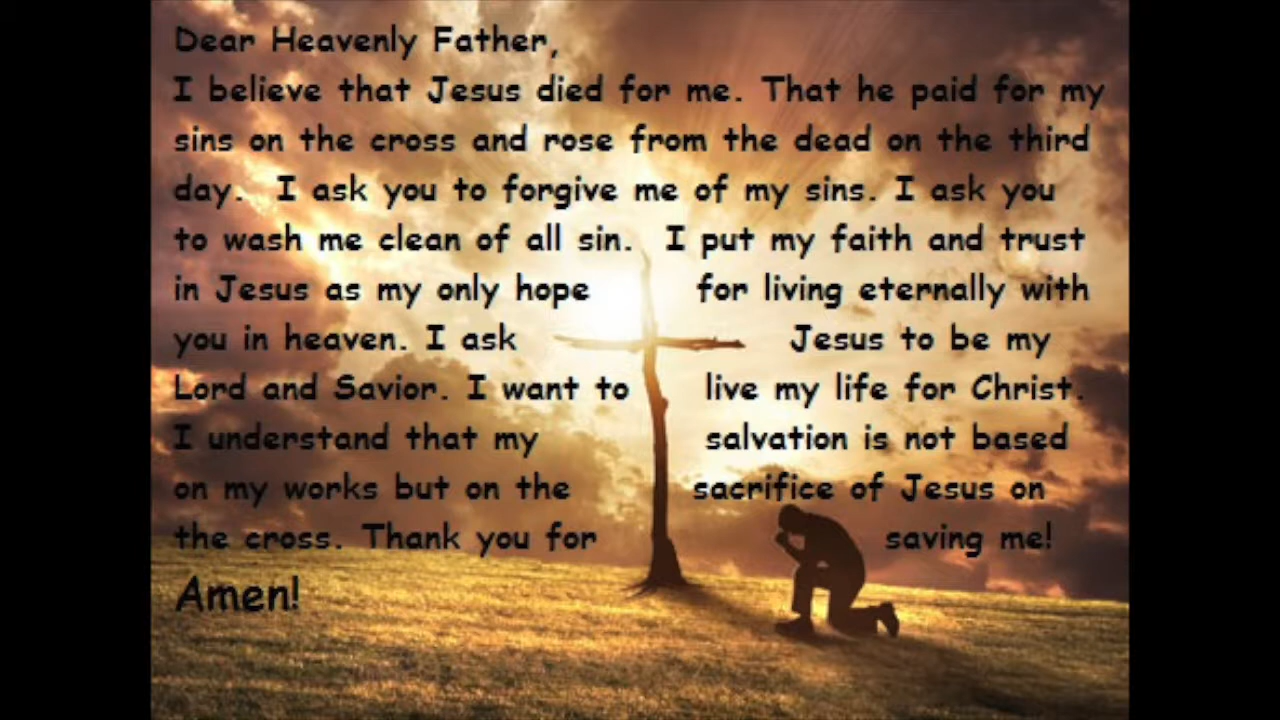 Dear Heavenly Father,
I believe that Jesus died for me. That he paid for my
sins on the cross and rose from the dead on the third
day. I ask you to forgive me of my sins. I ask you
to wash me clean of all sin. I put my faith and trust
in Jesus as my only hope for living eternally with
you in heaven. I ask Jesus to be my
Lord and Savior. I want to live my life for Christ.
I understand that my salvation is not based
on my works but on the sacrifice of Jesus on
the cross. Thank you for saving me!
Amen!